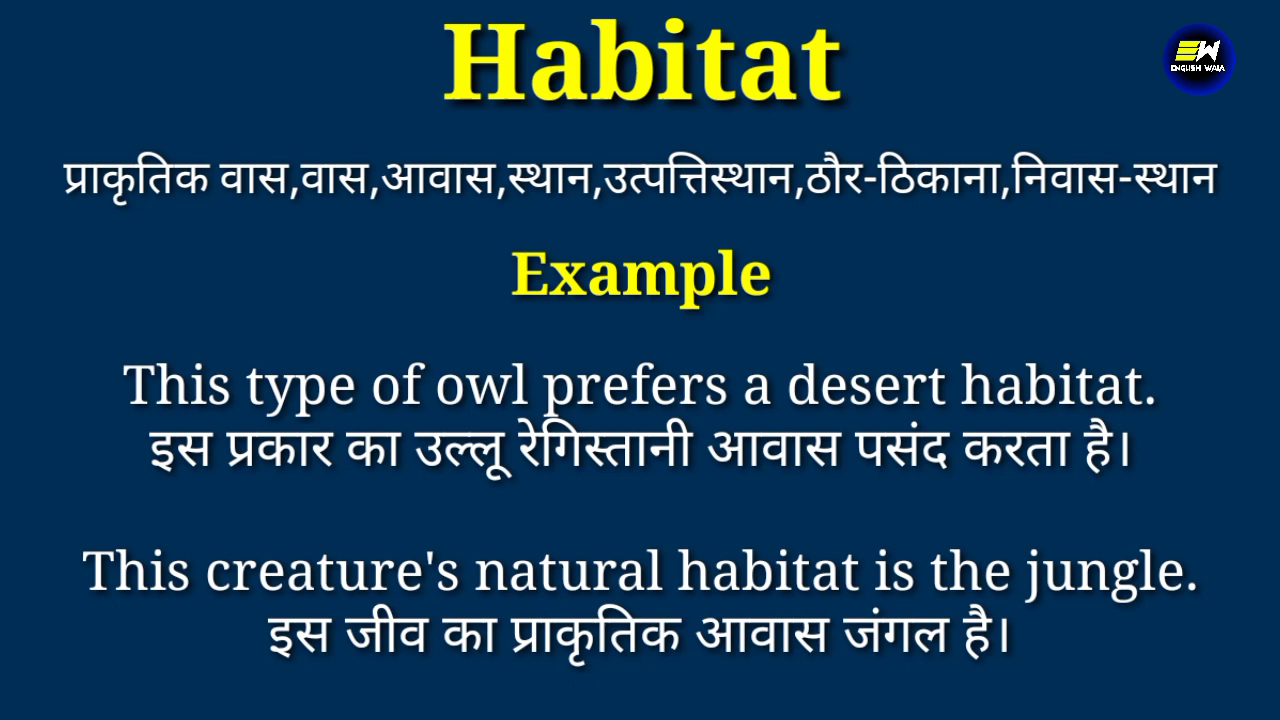 Habitat
EW
ENGLISH WALA
प्राकृतिक वास,वास,आवास,स्थान,उत्पत्तिस्थान,ठौर-ठिकाना,निवास-स्थान
Example
This type of owl prefers a desert habitat.
इस प्रकार का उल्लू रेगिस्तानी आवास पसंद करता है।
This creature's natural habitat is the jungle.
इस जीव का प्राकृतिक आवास जंगल है।